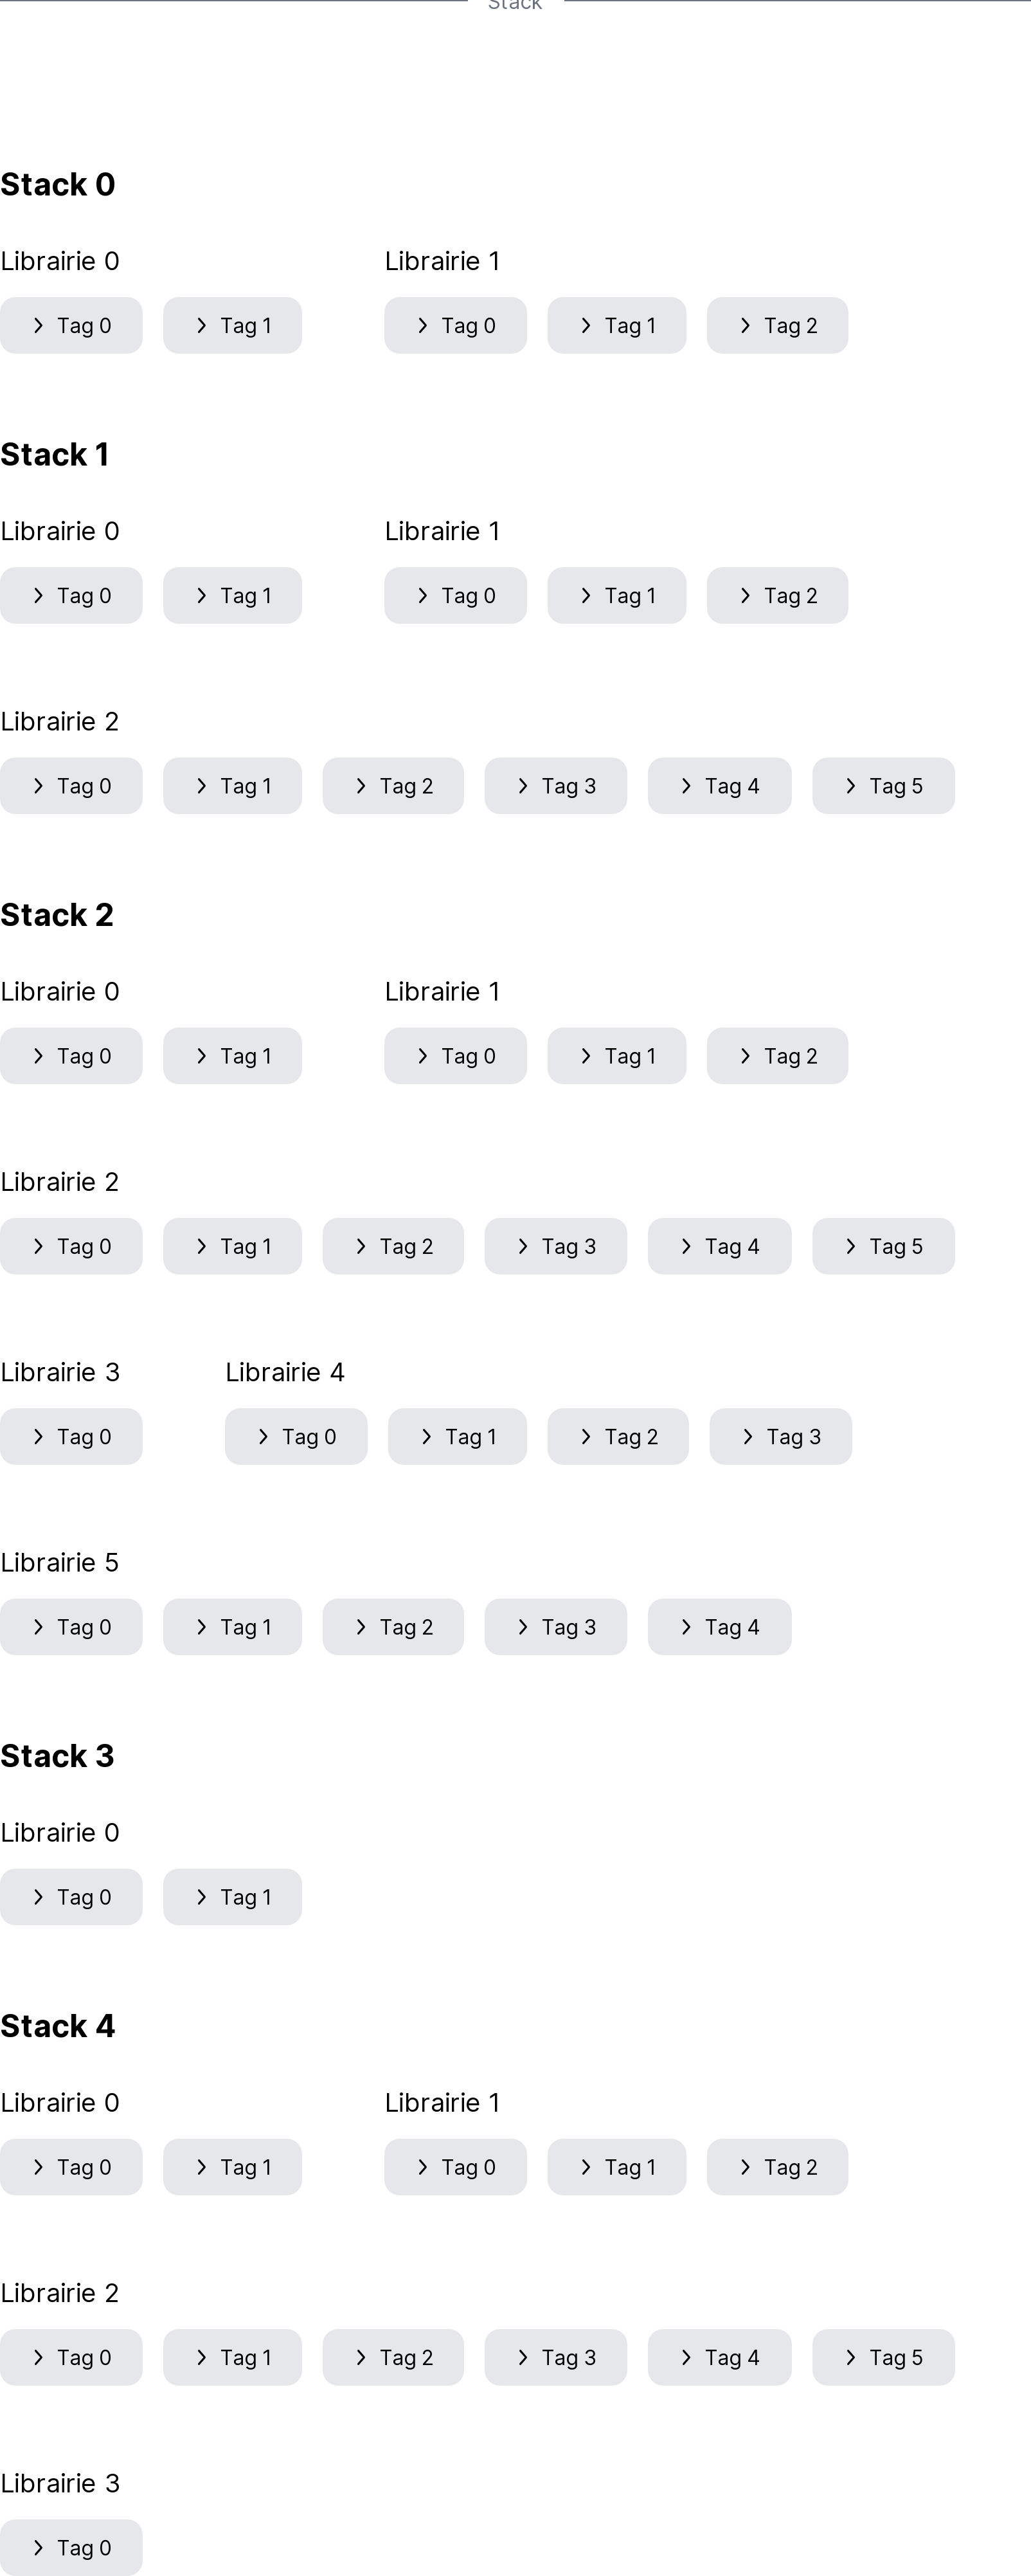 Stack
Stack 0
Librairie 0 Librairie 1
Tag 0 Tag 1 Tag 0 Tag 1 Tag 2
Stack 1
Librairie 0 Librairie 1
Tag 0 Tag 1 Tag 0 Tag 1 Tag 2
Librairie 2
Tag 0 Tag 1 Tag 2 Tag 3 Tag 4 Tag 5
Stack 2
Librairie 0 Librairie 1
Tag 0 Tag 1 Tag 0 Tag 1 Tag 2
Librairie 2
Tag 0 Tag 1 Tag 2 Tag 3 Tag 4 Tag 5
Librairie 3 Librairie 4
Tag 0 Tag 0 Tag 1 Tag 2 Tag 3
Librairie 5
Tag 0 Tag 1 Tag 2 Tag 3 Tag 4
Stack 3
Librairie 0
Tag 0 Tag 1
Stack 4
Librairie 0 Librairie 1
Tag 0 Tag 1 Tag 0 Tag 1 Tag 2
Librairie 2
Tag 0 Tag 1 Tag 2 Tag 3 Tag 4 Tag 5
Librairie 3
Tag 0